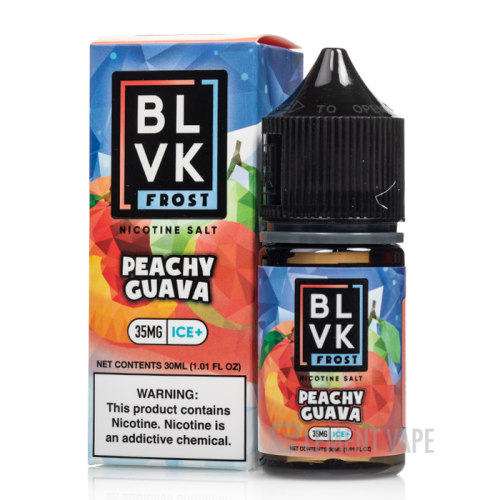 BL
VK
FROST
NICOTINE SALT
PEACHY
GUAVA
35MG ICE+
NET CONTENTS 30ML (1.01 FL OZ)
WARNING:
This product contains
Nicotine. Nicotine is
an addictive chemical.
TO OPEN
BL
VK
FROST
NICOTINE SALT
PEACHY
GUAVA
35MG ICE+
VAPE